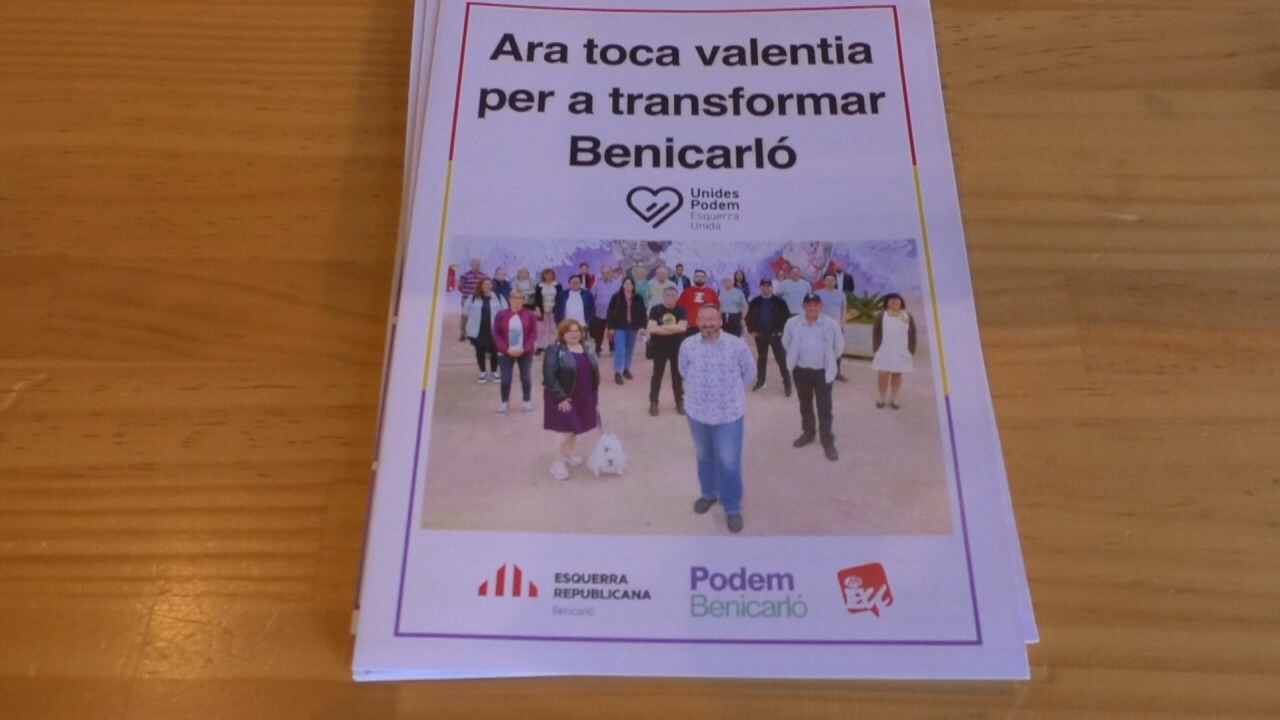 Ara toca valentia
per a transformar
Benicarló
Unides
Podem
Esquerra
Unida
ESQUERRA
REPUBLICANA
Benicarló
Podem
Benicarló
EU